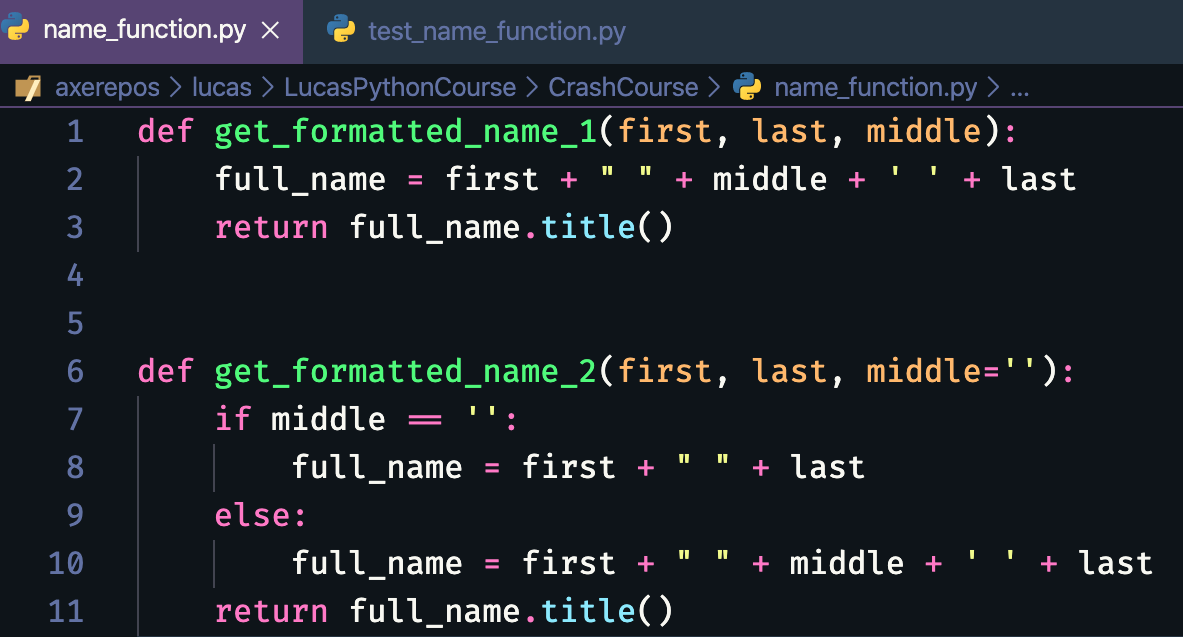 name_function.py ×   test_name_function.py
axerepos > lucas > LucasPythonCourse > CrashCourse > name_function.py > ...
1 def get_formatted_name_1(first, last, middle):
2     full_name = first + " " + middle + ' ' + last
3     return full_name.title()
4
5
6 def get_formatted_name_2(first, last, middle=''):
7     if middle == '':
8         full_name = first + " " + last
9     else:
10         full_name = first + " " + middle + ' ' + last
11     return full_name.title()